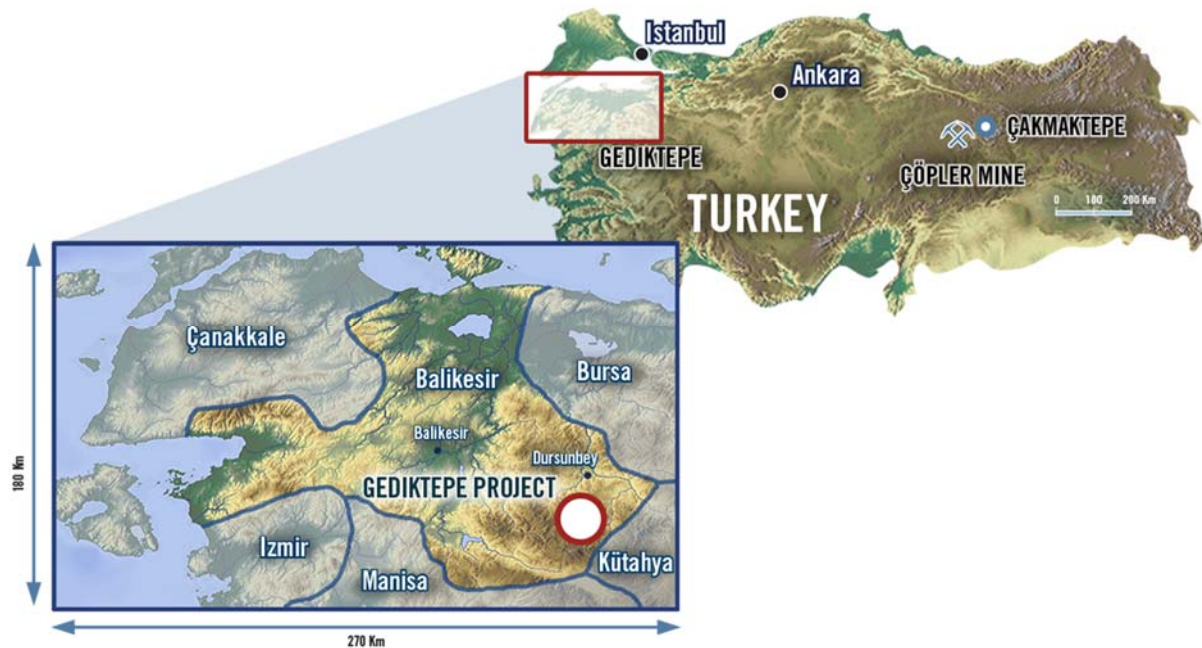 Istanbul
Ankara
ÇAKMAKTEPE
GEDIKTEPE
ÇÖPLER MINE
TURKEY
0 100 200 Km
Çanakkale
Balikesir
Bursa
Balikesir
Dursunbey
GEDIKTEPE PROJECT
Izmir
Manisa
Kütahya
180 Km
270 Km